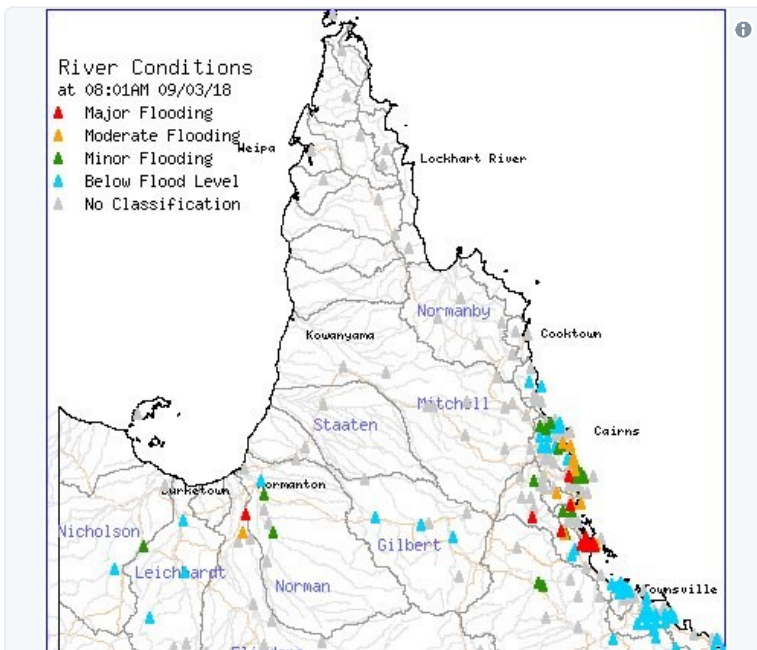 River Conditions
at 08:01AM 09/03/18
Major Flooding
Moderate Flooding
Minor Flooding
Below Flood Level
No Classification
Weipa
Lockhart River
Normanby
Cooktown
Kowanyama
Mitchell
Staaten
Cairns
Nicholson
Gilbert
Leichhardt
Norman
Townsville